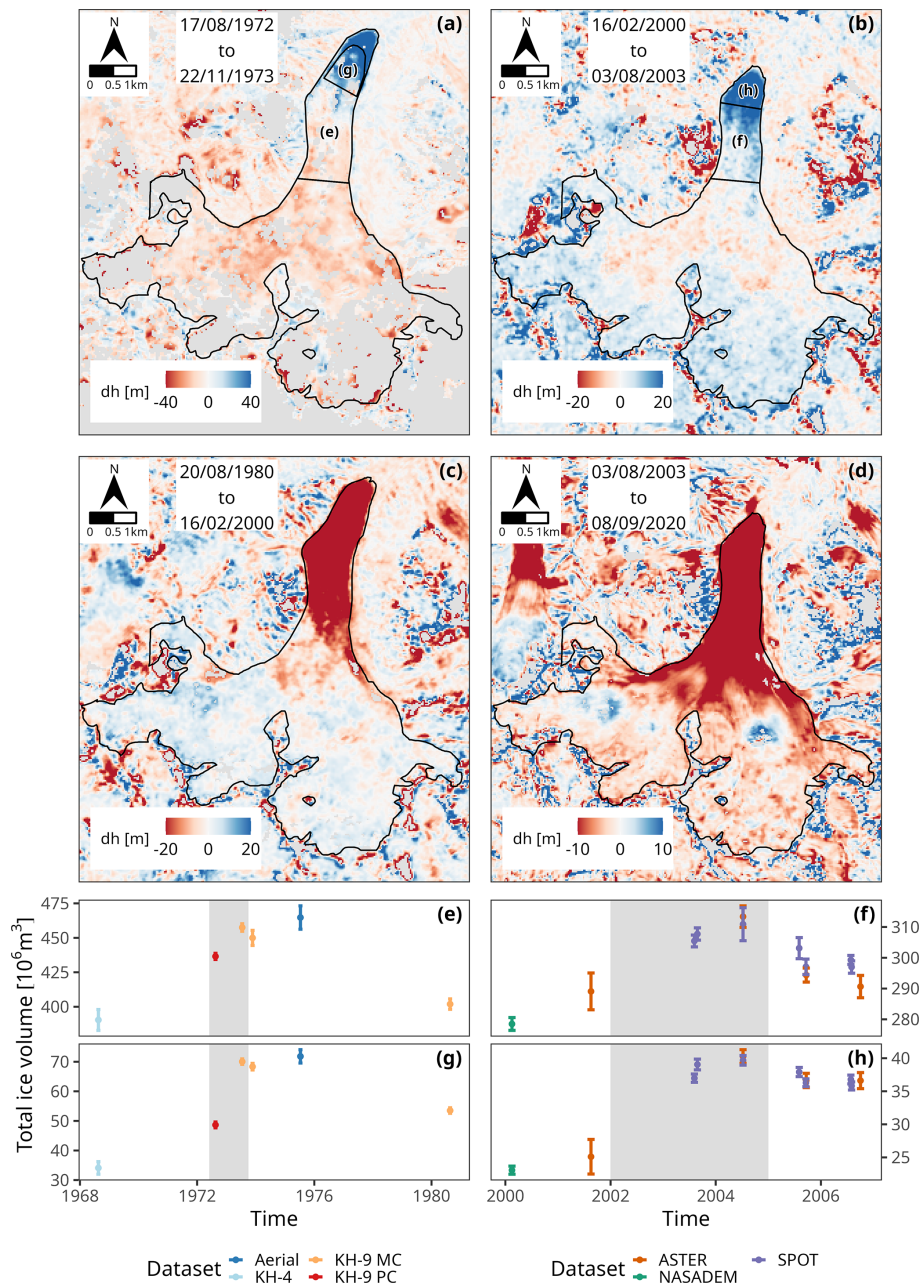 17/08/1972
to
22/11/1973
(a)
N
0 0.5 1km
(g)
(e)
dh [m]
-40 0 40
16/02/2000
to
03/08/2003
(b)
N
0 0.5 1km
(h)
(f)
dh [m]
-20 0 20
20/08/1980
to
16/02/2000
(c)
N
0 0.5 1km
dh [m]
-20 0 20
03/08/2003
to
08/09/2020
(d)
N
0 0.5 1km
dh [m]
-10 0 10
Total ice volume [10⁶m³]
475
450
425
400
(e)
(f)
310
300
290
280
70
60
50
40
30
(g)
(h)
40
35
30
25
1968 1972 1976 1980
2000 2002 2004 2006
Time
Time
Dataset
Aerial
KH-4
KH-9 MC
KH-9 PC
Dataset
ASTER
NASADEM
SPOT